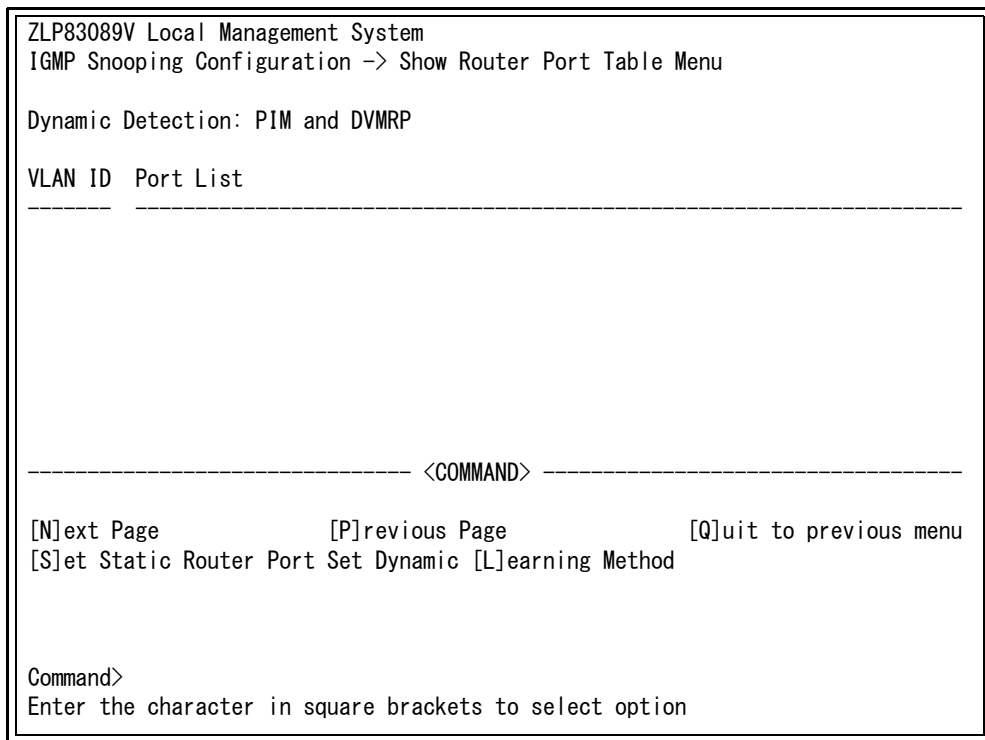 ZLP83089V Local Management System
IGMP Snooping Configuration -> Show Router Port Table Menu
Dynamic Detection: PIM and DVMRP
VLAN ID  Port List
-------  ---------------------------------------------------------------------
-------------------------------- <COMMAND> -----------------------------------
[N]ext Page              [P]revious Page               [Q]uit to previous menu
[S]et Static Router Port Set Dynamic [L]earning Method
Command>
Enter the character in square brackets to select option